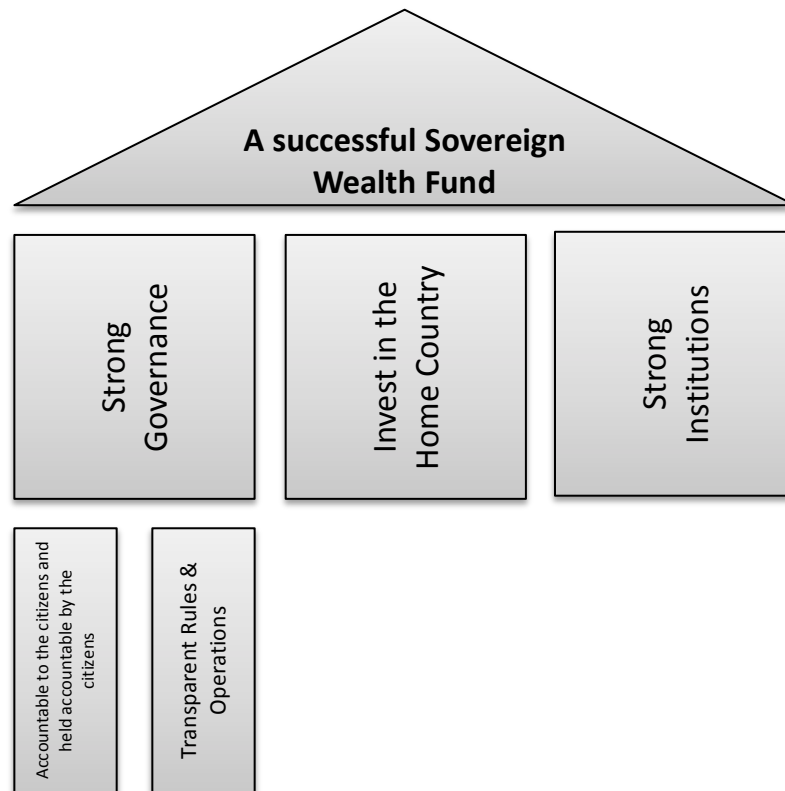 A successful Sovereign
Wealth Fund
Strong
Governance
Invest in the
Home Country
Strong
Institutions
Accountable to the citizens and
held accountable by the
citizens
Transparent Rules &
Operations